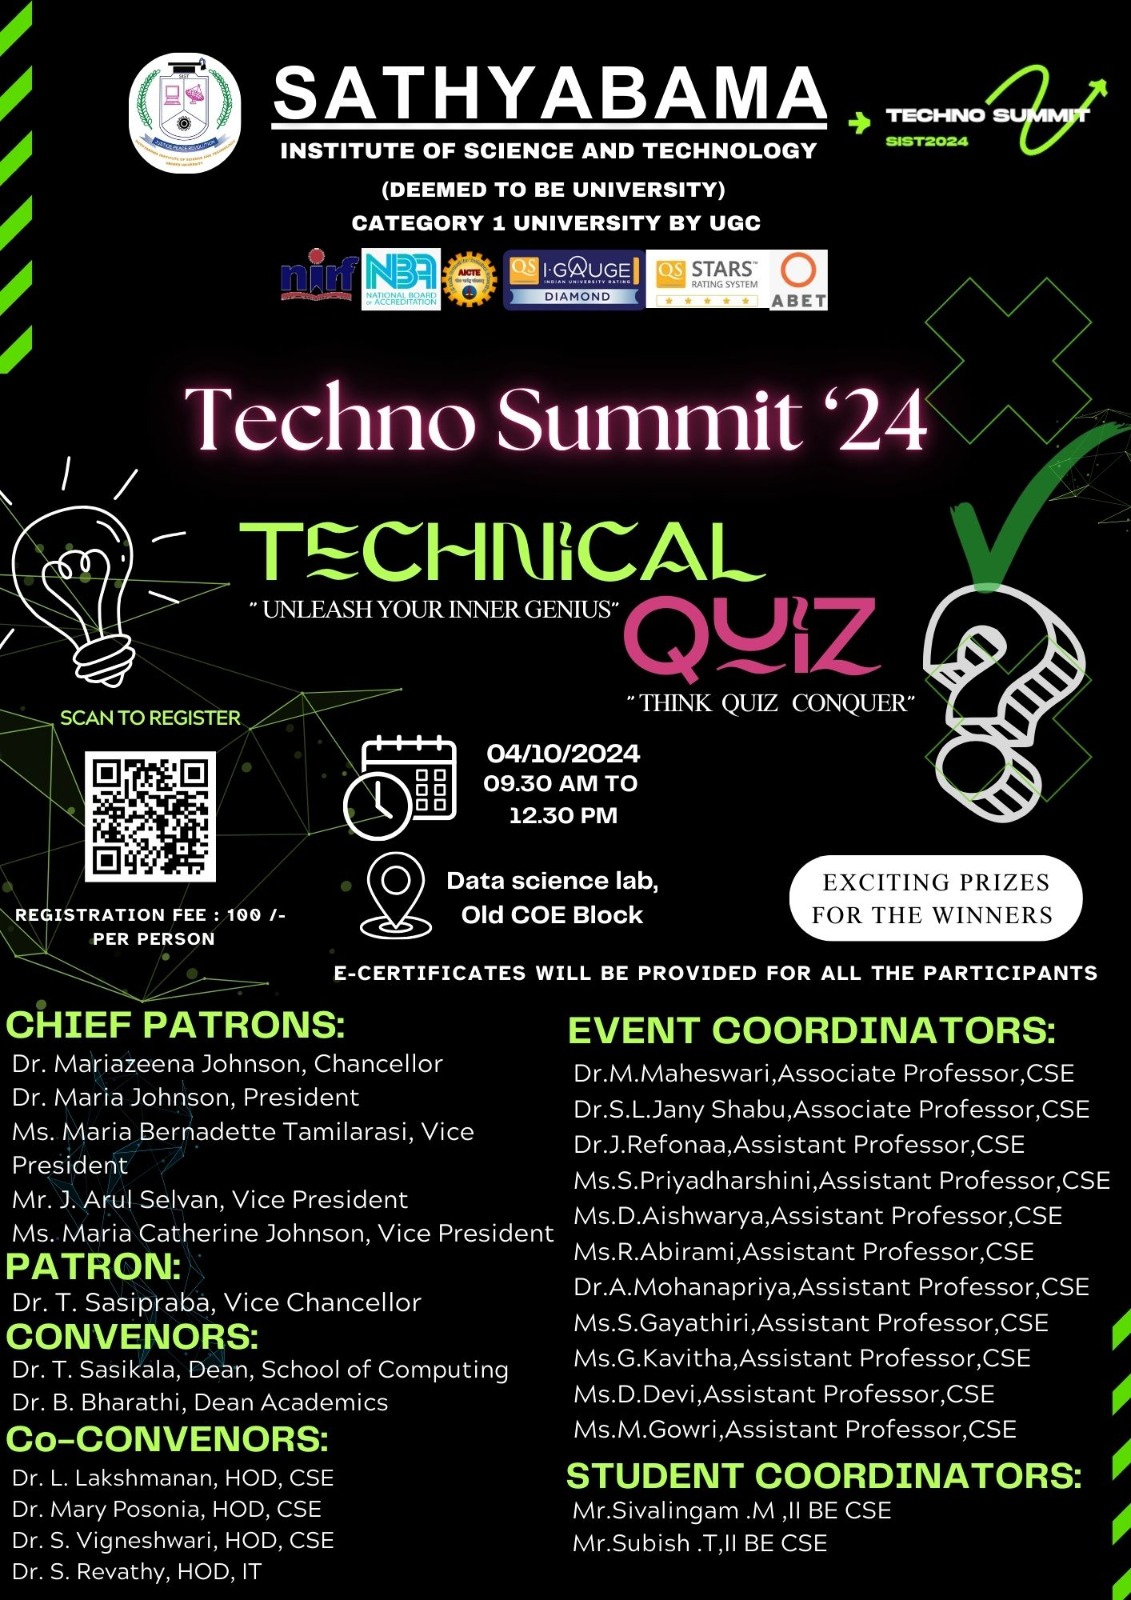 SATHYABAMA
INSTITUTE OF SCIENCE AND TECHNOLOGY
(DEEMED TO BE UNIVERSITY)
CATEGORY 1 UNIVERSITY BY UGC
TECHNO SUMMIT
SIST2024
SIST
JUSTICE PEACE REVOLUTION
nirf
NBA
NATIONAL BOARD
of ACCREDITATION
AICTE
QS I·GAUGE
INDIAN UNIVERSITY RATING
DIAMOND
QS STARS™
RATING SYSTEM
ABET
Techno Summit ‘24
TECHNiCAL
" UNLEASH YOUR INNER GENIUS"
QUiZ
" THINK QUIZ CONQUER"
SCAN TO REGISTER
04/10/2024
09.30 AM TO
12.30 PM
Data science lab,
Old COE Block
EXCITING PRIZES
FOR THE WINNERS
REGISTRATION FEE : 100 /-
PER PERSON
E-CERTIFICATES WILL BE PROVIDED FOR ALL THE PARTICIPANTS
CHIEF PATRONS:
Dr. Mariazeena Johnson, Chancellor
Dr. Maria Johnson, President
Ms. Maria Bernadette Tamilarasi, Vice
President
Mr. J. Arul Selvan, Vice President
Ms. Maria Catherine Johnson, Vice President
PATRON:
Dr. T. Sasipraba, Vice Chancellor
CONVENORS:
Dr. T. Sasikala, Dean, School of Computing
Dr. B. Bharathi, Dean Academics
Co-CONVENORS:
Dr. L. Lakshmanan, HOD, CSE
Dr. Mary Posonia, HOD, CSE
Dr. S. Vigneshwari, HOD, CSE
Dr. S. Revathy, HOD, IT
EVENT COORDINATORS:
Dr.M.Maheswari,Associate Professor,CSE
Dr.S.L.Jany Shabu,Associate Professor,CSE
Dr.J.Refonaa,Assistant Professor,CSE
Ms.S.Priyadharshini,Assistant Professor,CSE
Ms.D.Aishwarya,Assistant Professor,CSE
Ms.R.Abirami,Assistant Professor,CSE
Dr.A.Mohanapriya,Assistant Professor,CSE
Ms.S.Gayathiri,Assistant Professor,CSE
Ms.G.Kavitha,Assistant Professor,CSE
Ms.D.Devi,Assistant Professor,CSE
Ms.M.Gowri,Assistant Professor,CSE
STUDENT COORDINATORS:
Mr.Sivalingam .M ,II BE CSE
Mr.Subish .T,II BE CSE